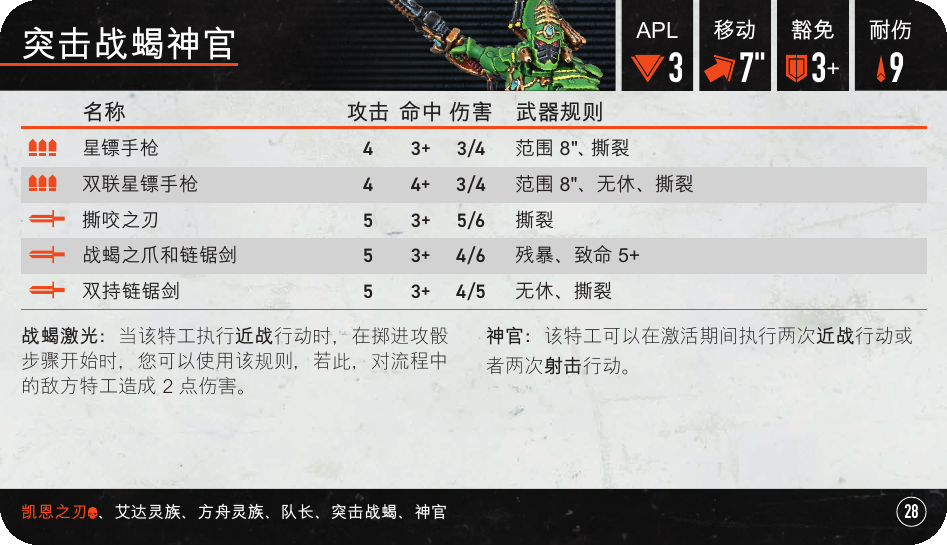 突击战蝎神官
APL 移动 豁免 耐伤
3 7" 3+ 9
名称 攻击 命中 伤害 武器规则
星镖手枪 4 3+ 3/4 范围 8"、撕裂
双联星镖手枪 4 4+ 3/4 范围 8"、无休、撕裂
撕咬之刃 5 3+ 5/6 撕裂
战蝎之爪和链锯剑 5 3+ 4/6 残暴、致命 5+
双持链锯剑 5 3+ 4/5 无休、撕裂
战蝎激光：当该特工执行近战行动时，在掷进攻骰
步骤开始时，您可以使用该规则，若此，对流程中
的敌方特工造成 2 点伤害。
神官：该特工可以在激活期间执行两次近战行动或
者两次射击行动。
凯恩之刃、艾达灵族、方舟灵族、队长、突击战蝎、神官
28